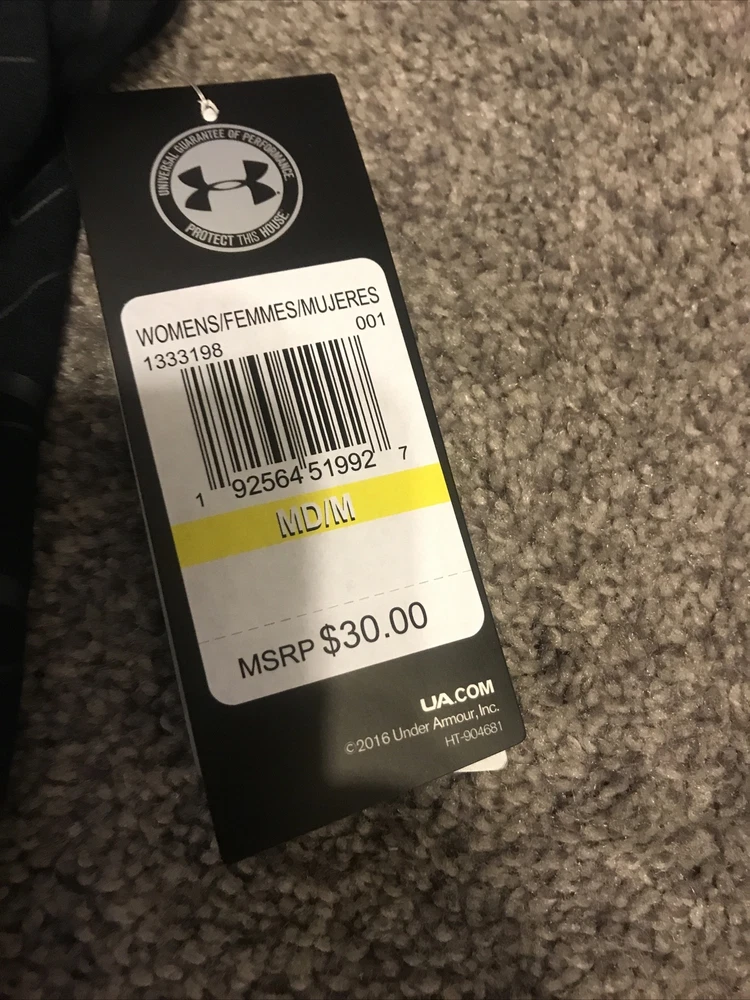 UNIVERSAL GUARANTEE OF PERFORMANCE
PROTECT THIS HOUSE.
WOMENS/FEMMES/MUJERES
1333198 001
1 92564 51992 7
MD/M
MSRP $30.00
UA.COM
©2016 Under Armour, Inc.
HT-904681